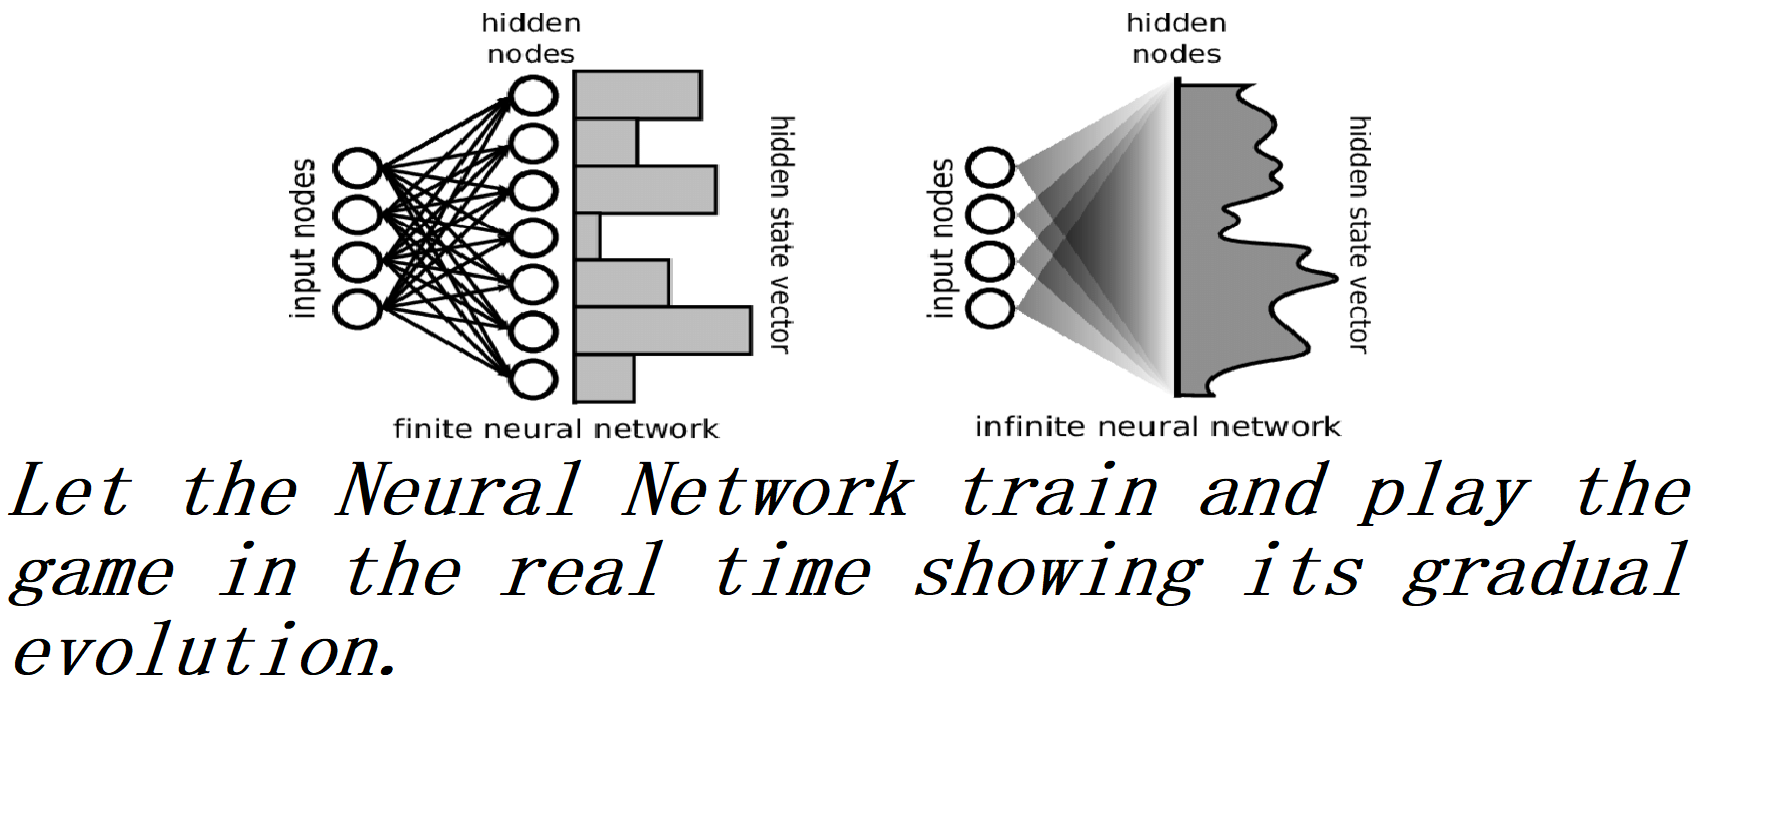 hidden
nodes
input nodes
hidden state vector
finite neural network
hidden
nodes
input nodes
hidden state vector
infinite neural network
Let the Neural Network train and play the
game in the real time showing its gradual
evolution.